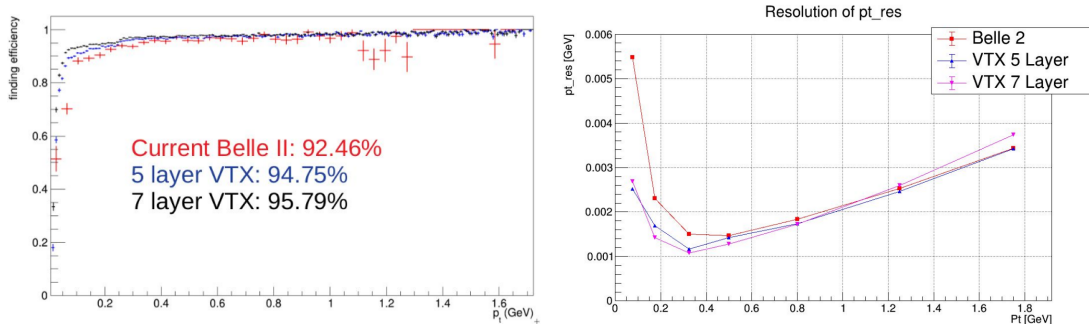 finding efficiency
1
0.8
0.6
0.4
0.2
0
0.2
0.4
0.6
0.8
1
1.2
1.4
1.6
p_t (GeV)
Current Belle II: 92.46%
5 layer VTX: 94.75%
7 layer VTX: 95.79%
Resolution of pt_res
pt_res [GeV]
0.006
0.005
0.004
0.003
0.002
0.001
0
0
0.2
0.4
0.6
0.8
1
1.2
1.4
1.6
1.8
Pt [GeV]
Belle 2
VTX 5 Layer
VTX 7 Layer